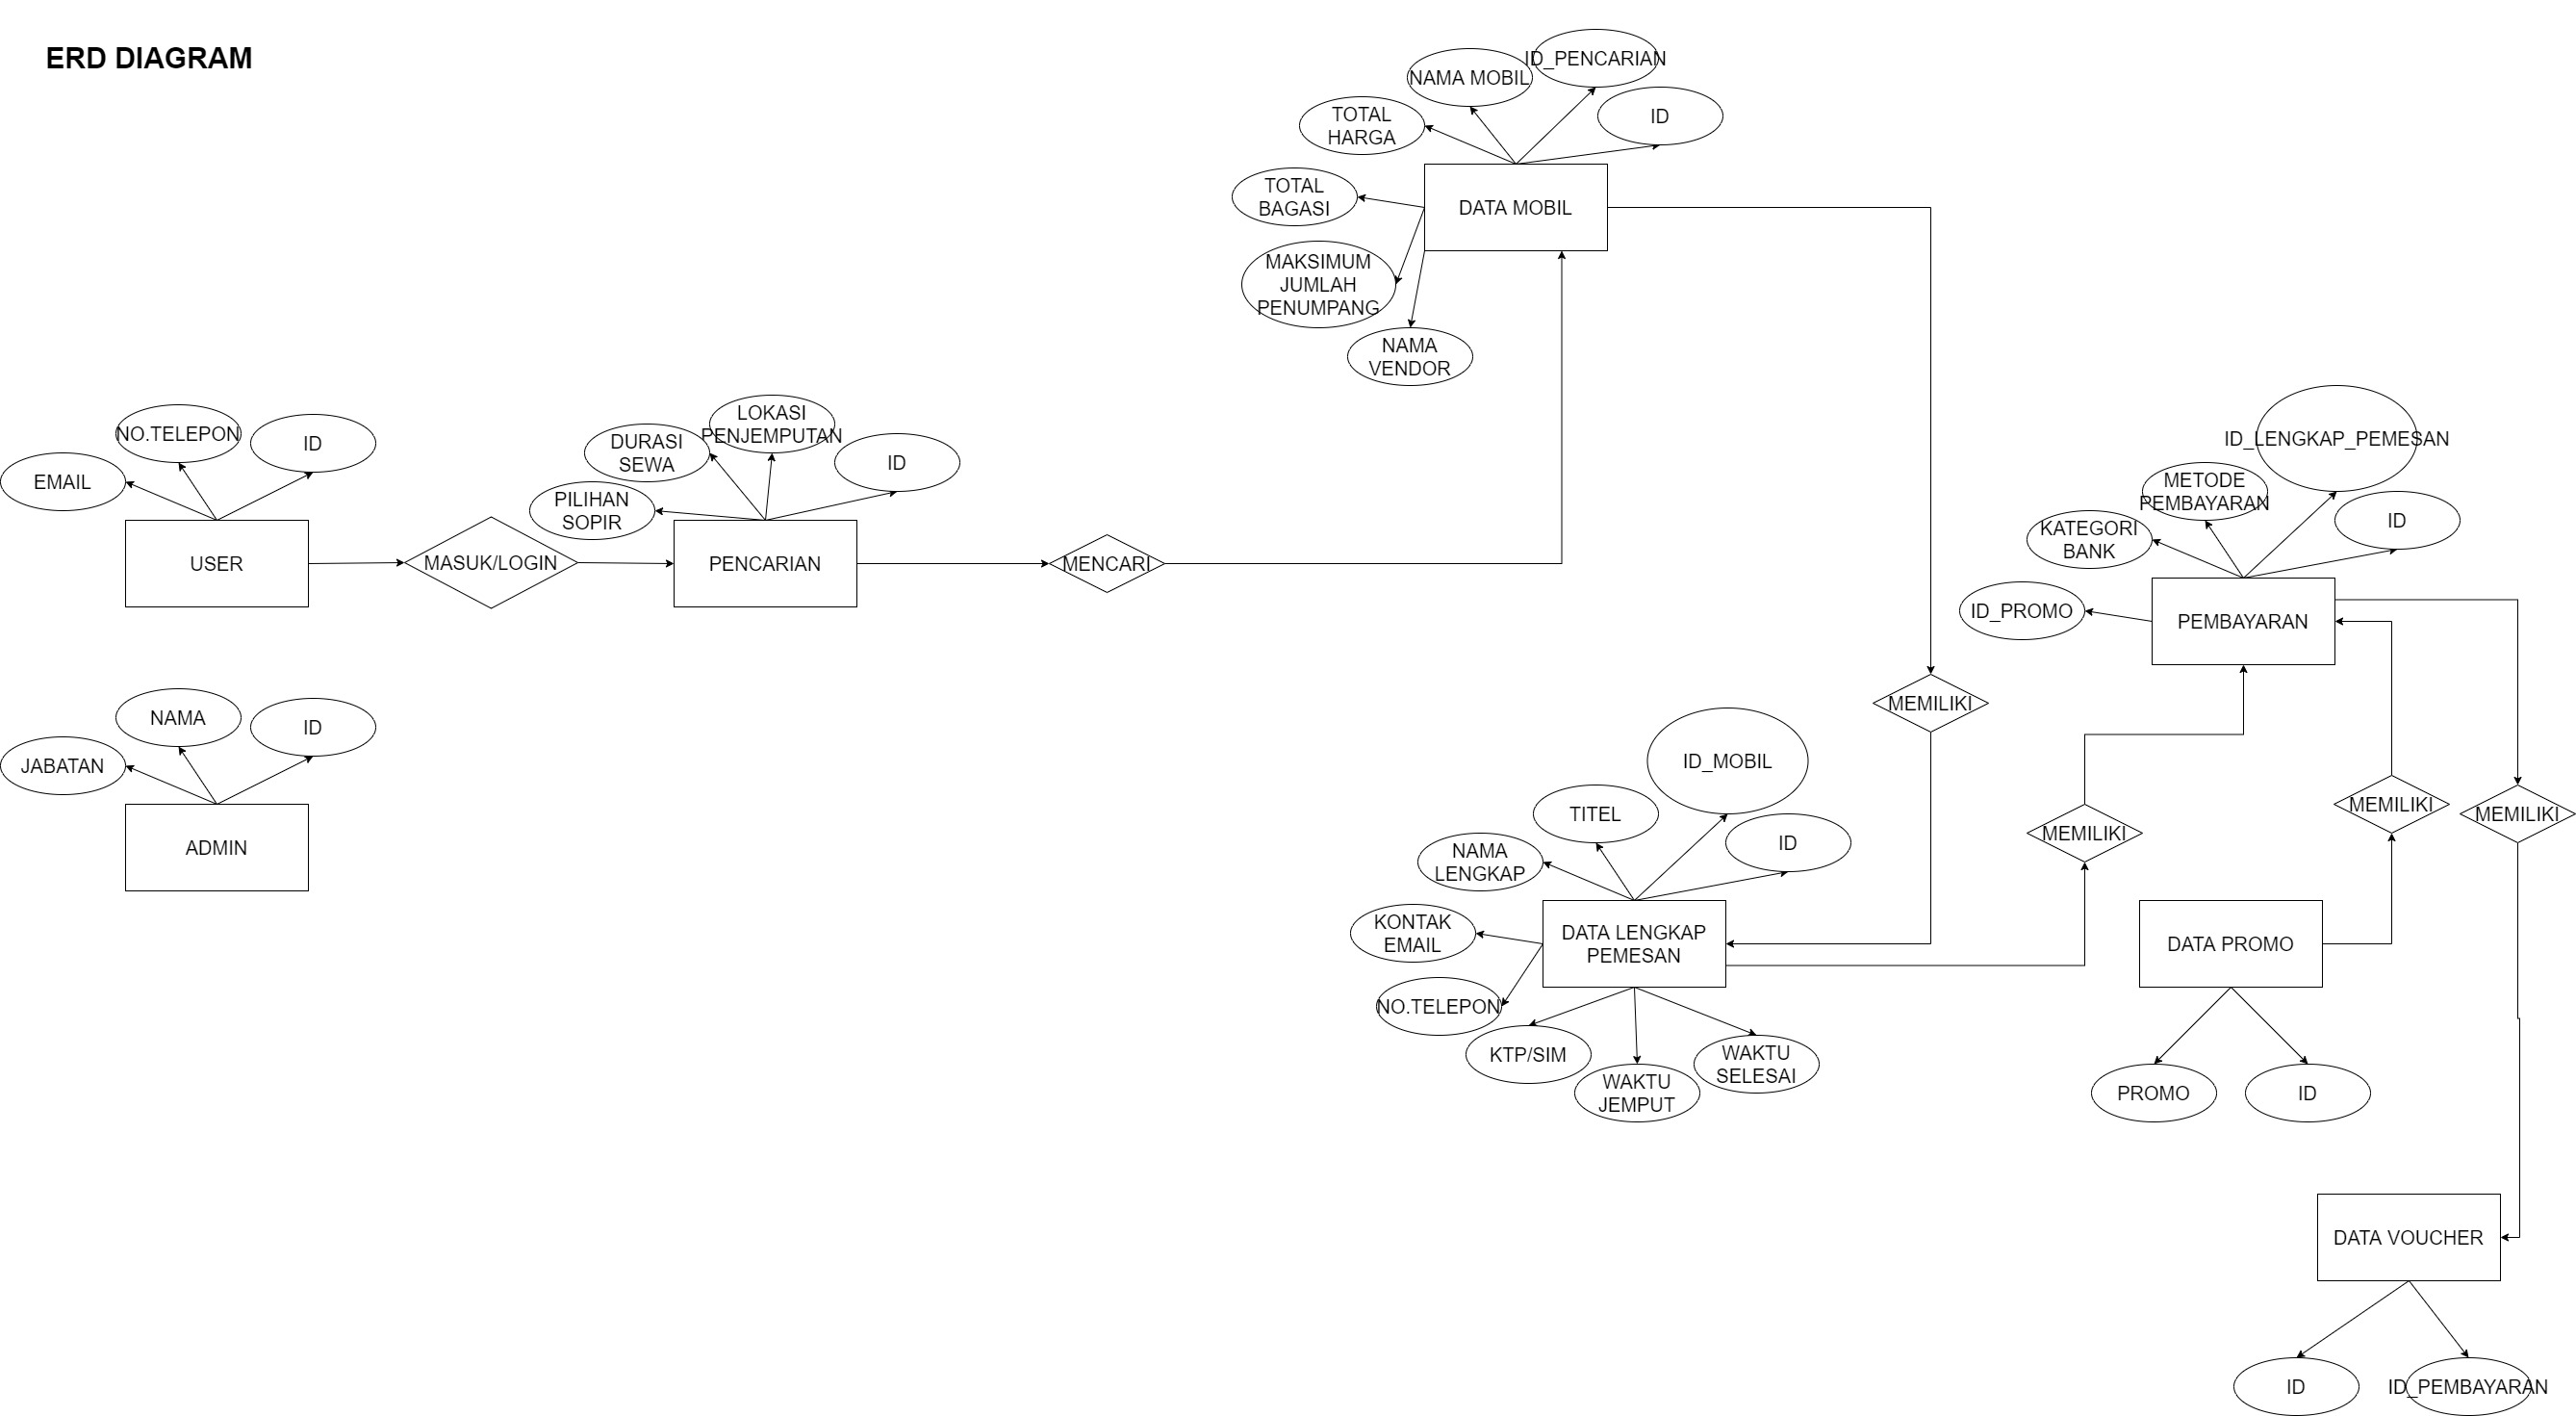 ERD DIAGRAM
ID_PENCARIAN
NAMA MOBIL
TOTAL
HARGA
ID
TOTAL
BAGASI
DATA MOBIL
MAKSIMUM
JUMLAH
PENUMPANG
NAMA
VENDOR
NO.TELEPON
ID
EMAIL
USER
MASUK/LOGIN
LOKASI
PENJEMPUTAN
DURASI
SEWA
ID
PILIHAN
SOPIR
PENCARIAN
MENCARI
ID_LENGKAP_PEMESAN
METODE
PEMBAYARAN
KATEGORI
BANK
ID
ID_PROMO
PEMBAYARAN
NAMA
ID
JABATAN
ADMIN
MEMILIKI
MEMILIKI
MEMILIKI
MEMILIKI
ID_MOBIL
TITEL
ID
NAMA
LENGKAP
KONTAK
EMAIL
DATA LENGKAP
PEMESAN
NO.TELEPON
KTP/SIM
WAKTU
JEMPUT
WAKTU
SELESAI
DATA PROMO
PROMO
ID
DATA VOUCHER
ID
ID_PEMBAYARAN